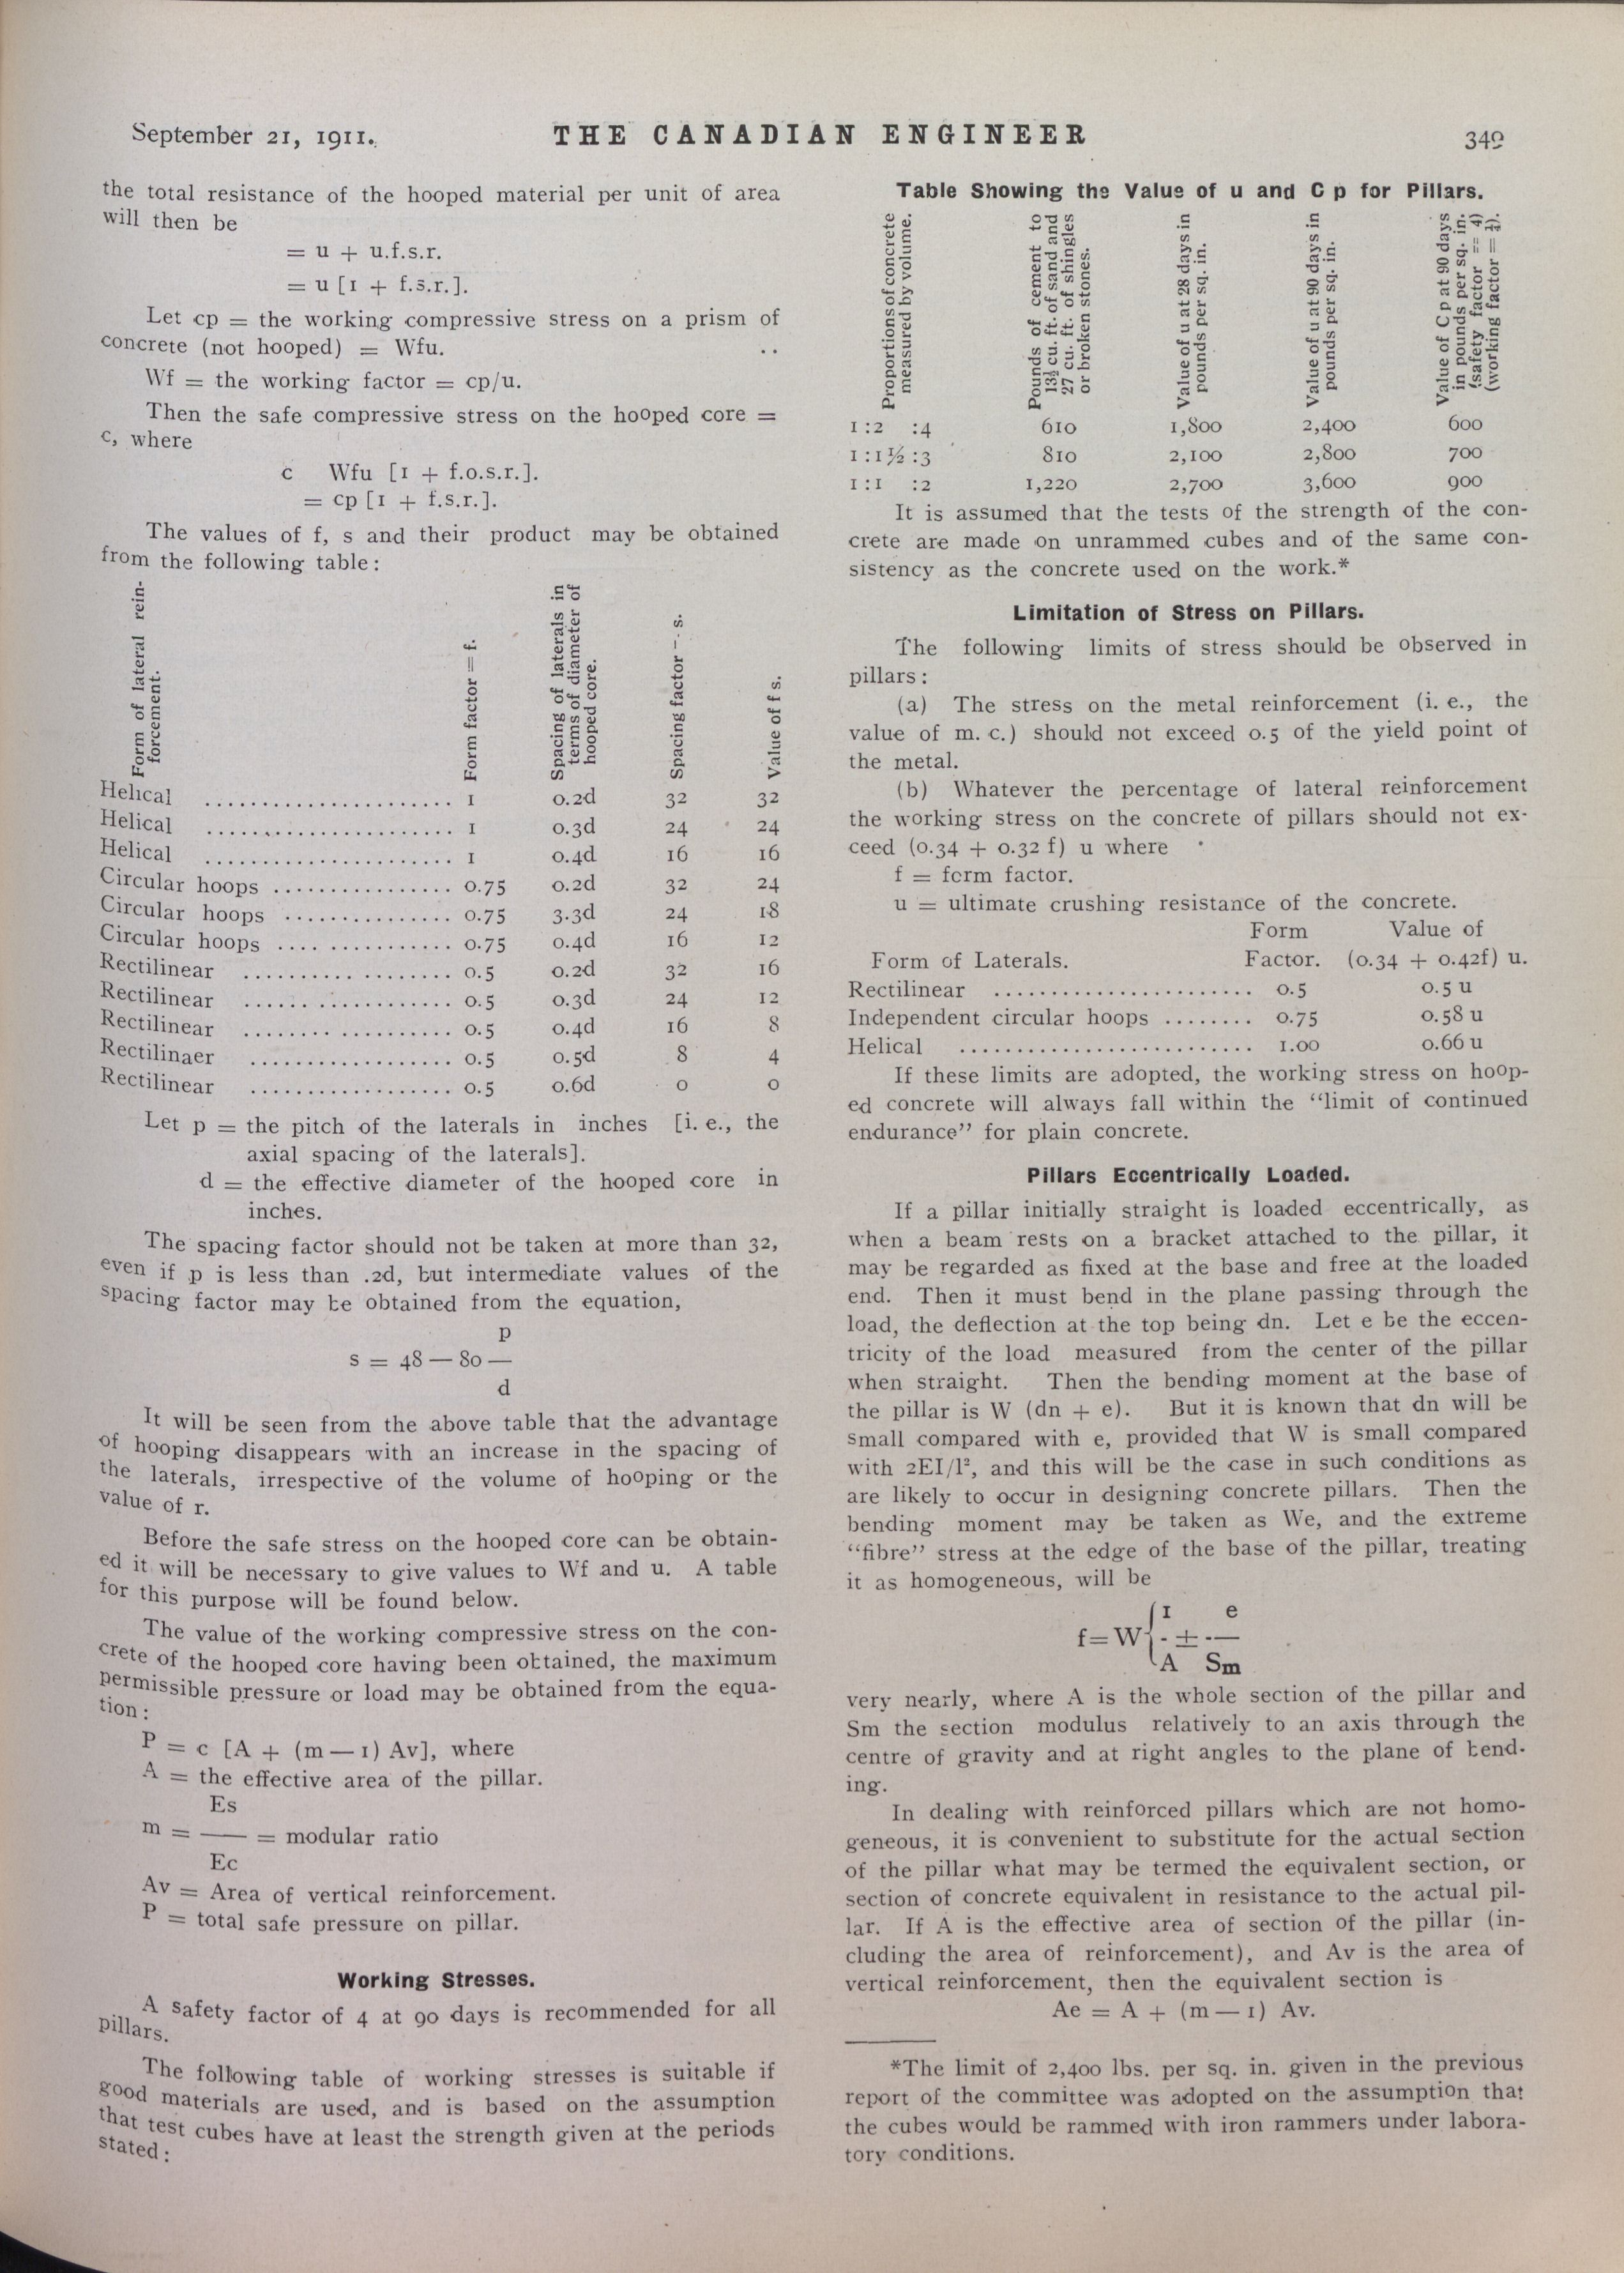 September 21, 1911.
THE CANADIAN ENGINEER
349
the total resistance of the hooped material per unit of area
will then be
= u + u.f.s.r.
= u [1 + f.s.r.].
Let cp = the working compressive stress on a prism of
concrete (not hooped) = Wfu.
Wf = the working factor = cp/u.
Then the safe compressive stress on the hooped core =
c, where
c Wfu [1 + f.o.s.r.].
= cp [1 + f.s.r.].
The values of f, s and their product may be obtained
from the following table:
Form of lateral rein-
forcement.
Form factor = f.
Spacing of laterals in
terms of diameter of
hooped core.
Spacing factor — s.
Value of f s.
Helical ...................... 1 0.2d 32 32
Helical ...................... 1 0.3d 24 24
Helical ...................... 1 0.4d 16 16
Circular hoops ................ 0.75 0.2d 32 24
Circular hoops ............... 0.75 3.3d 24 18
Circular hoops ............... 0.75 0.4d 16 12
Rectilinear ................... 0.5 0.2d 32 16
Rectilinear ................... 0.5 0.3d 24 12
Rectilinear ................... 0.5 0.4d 16 8
Rectilinaer .................. 0.5 0.5d 8 4
Rectilinear .................. 0.5 0.6d 0 0
Let p = the pitch of the laterals in inches [i. e., the
axial spacing of the laterals].
d = the effective diameter of the hooped core in
inches.
The spacing factor should not be taken at more than 32,
even if p is less than .2d, but intermediate values of the
spacing factor may be obtained from the equation,
p
s = 48 — 80 —
d
It will be seen from the above table that the advantage
of hooping disappears with an increase in the spacing of
the laterals, irrespective of the volume of hooping or the
value of r.
Before the safe stress on the hooped core can be obtain-
ed it will be necessary to give values to Wf and u. A table
for this purpose will be found below.
The value of the working compressive stress on the con-
crete of the hooped core having been obtained, the maximum
permissible pressure or load may be obtained from the equa-
tion:
P = c [A + (m — 1) Av], where
A = the effective area of the pillar.
Es
m = —— = modular ratio
Ec
Av = Area of vertical reinforcement.
P = total safe pressure on pillar.
Working Stresses.
A safety factor of 4 at 90 days is recommended for all
pillars.
The following table of working stresses is suitable if
good materials are used, and is based on the assumption
that test cubes have at least the strength given at the periods
stated:
Table Showing the Value of u and C p for Pillars.
Proportions of concrete
measured by volume.
Pounds of cement to
13½ cu. ft. of sand and
27 cu. ft. of shingles
or broken stones.
Value of u at 28 days in
pounds per sq. in.
Value of u at 90 days in
pounds per sq. in.
Value of C p at 90 days
in pounds per sq. in.
(safety factor = 4)
(working factor = ¼).
1:2 :4 610 1,800 2,400 600
1:1½:3 810 2,100 2,800 700
1:1 :2 1,220 2,700 3,600 900
It is assumed that the tests of the strength of the con-
crete are made on unrammed cubes and of the same con-
sistency as the concrete used on the work.*
Limitation of Stress on Pillars.
The following limits of stress should be observed in
pillars:
(a) The stress on the metal reinforcement (i. e., the
value of m. c.) should not exceed 0.5 of the yield point of
the metal.
(b) Whatever the percentage of lateral reinforcement
the working stress on the concrete of pillars should not ex-
ceed (0.34 + 0.32 f) u where
f = form factor.
u = ultimate crushing resistance of the concrete.
Form Value of
Form of Laterals. Factor. (0.34 + 0.42f) u.
Rectilinear ....................... 0.5 0.5 u
Independent circular hoops ........ 0.75 0.58 u
Helical .......................... 1.00 0.66 u
If these limits are adopted, the working stress on hoop-
ed concrete will always fall within the "limit of continued
endurance" for plain concrete.
Pillars Eccentrically Loaded.
If a pillar initially straight is loaded eccentrically, as
when a beam rests on a bracket attached to the pillar, it
may be regarded as fixed at the base and free at the loaded
end. Then it must bend in the plane passing through the
load, the deflection at the top being dn. Let e be the eccen-
tricity of the load measured from the center of the pillar
when straight. Then the bending moment at the base of
the pillar is W (dn + e). But it is known that dn will be
small compared with e, provided that W is small compared
with 2EI/l², and this will be the case in such conditions as
are likely to occur in designing concrete pillars. Then the
bending moment may be taken as We, and the extreme
"fibre" stress at the edge of the base of the pillar, treating
it as homogeneous, will be
1 e
f=W{- ± —
A Sm
very nearly, where A is the whole section of the pillar and
Sm the section modulus relatively to an axis through the
centre of gravity and at right angles to the plane of bend-
ing.
In dealing with reinforced pillars which are not homo-
geneous, it is convenient to substitute for the actual section
of the pillar what may be termed the equivalent section, or
section of concrete equivalent in resistance to the actual pil-
lar. If A is the effective area of section of the pillar (in-
cluding the area of reinforcement), and Av is the area of
vertical reinforcement, then the equivalent section is
Ae = A + (m — 1) Av.
*The limit of 2,400 lbs. per sq. in. given in the previous
report of the committee was adopted on the assumption that
the cubes would be rammed with iron rammers under labora-
tory conditions.